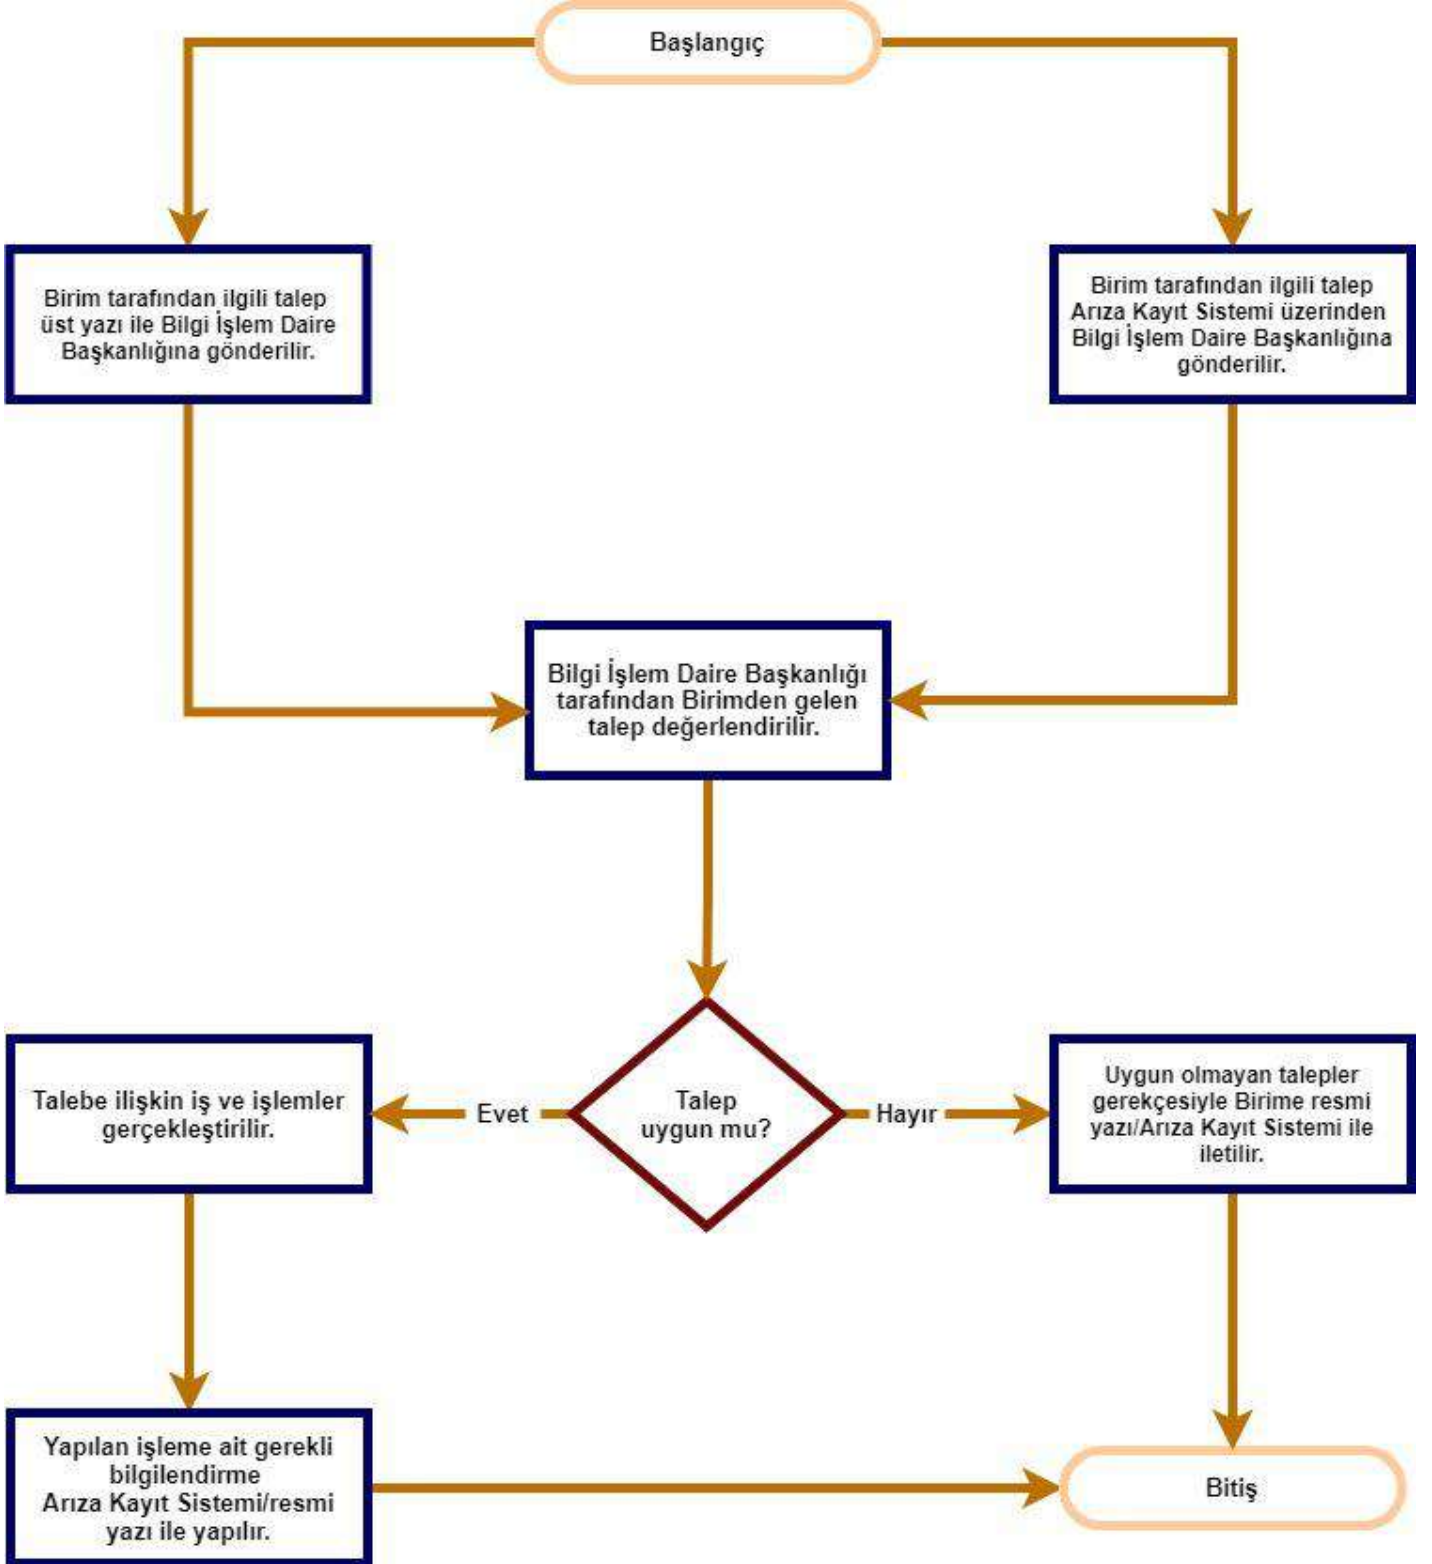 Başlangıç
Birim tarafından ilgili talep
üst yazı ile Bilgi İşlem Daire
Başkanlığına gönderilir.
Birim tarafından ilgili talep
Arıza Kayıt Sistemi üzerinden
Bilgi İşlem Daire Başkanlığına
gönderilir.
Bilgi İşlem Daire Başkanlığı
tarafından Birimden gelen
talep değerlendirilir.
Talebe ilişkin iş ve işlemler
gerçekleştirilir.
Evet
Talep
uygun mu?
Hayır
Uygun olmayan talepler
gerekçesiyle Birime resmi
yazı/Arıza Kayıt Sistemi ile
iletilir.
Yapılan işleme ait gerekli
bilgilendirme
Arıza Kayıt Sistemi/resmi
yazı ile yapılır.
Bitiş